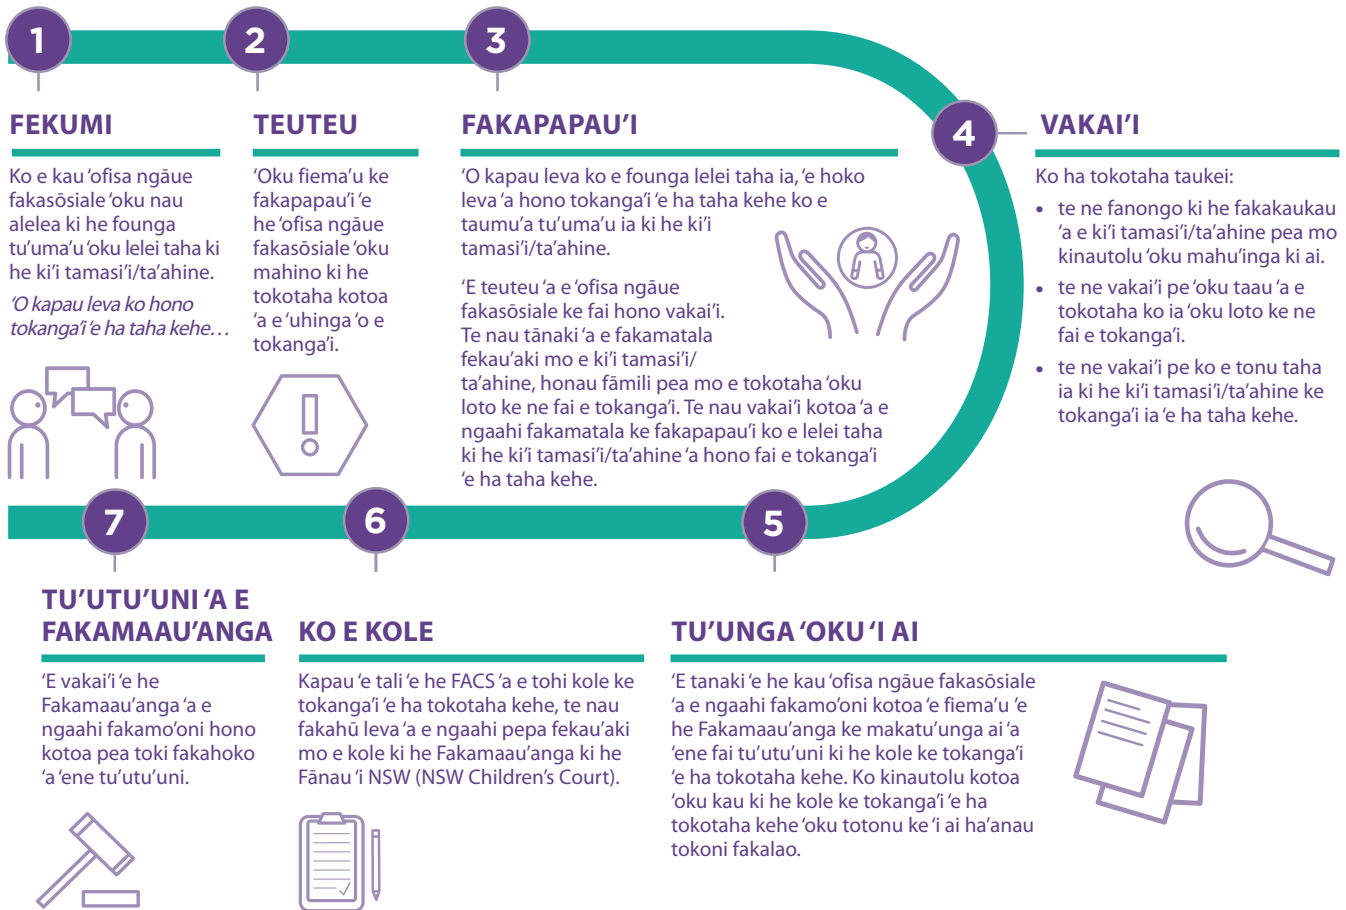 1
FEKUMI
Ko e kau ‘ofisa ngāue
fakasōsiale ‘oku nau
alelea ki he founga
tu’uma’u ‘oku lelei taha ki
he ki’i tamasi’i/ta’ahine.
‘O kapau leva ko hono
tokanga’i ‘e ha taha kehe…
2
TEUTEU
‘Oku fiema’u ke
fakapapau’i ‘e
he ‘ofisa ngāue
fakasōsiale ‘oku
mahino ki he
tokotaha kotoa
‘a e ‘uhinga ‘o e
tokanga’i.
3
FAKAPAPAU’I
‘O kapau leva ko e founga lelei taha ia, ‘e hoko
leva ‘a hono tokanga’i ‘e ha taha kehe ko e
taumu’a tu’uma’u ia ki he ki’i
tamasi’i/ta’ahine.
‘E teuteu ‘a e ‘ofisa ngāue
fakasōsiale ke fai hono vakai’i.
Te nau tānaki ‘a e fakamatala
fekau’aki mo e ki’i tamasi’i/
ta’ahine, honau fāmili pea mo e tokotaha ‘oku
loto ke ne fai e tokanga’i. Te nau vakai’i kotoa ‘a e
ngaahi fakamatala ke fakapapau’i ko e lelei taha
ki he ki’i tamasi’i/ta’ahine ‘a hono fai e tokanga’i
‘e ha taha kehe.
4
VAKAI’I
Ko ha tokotaha taukei:
• te ne fanongo ki he fakakaukau
‘a e ki’i tamasi’i/ta’ahine pea mo
kinautolu ‘oku mahu’inga ki ai.
• te ne vakai’i pe ‘oku taau ‘a e
tokotaha ko ia ‘oku loto ke ne
fai e tokanga’i.
• te ne vakai’i pe ko e tonu taha
ia ki he ki’i tamasi’i/ta’ahine ke
tokanga’i ia ‘e ha taha kehe.
5
TU’UNGA ‘OKU ‘I AI
‘E tanaki ‘e he kau ‘ofisa ngāue fakasōsiale
‘a e ngaahi fakamo’oni kotoa ‘e fiema’u ’e
he Fakamaau’anga ke makatu’unga ai ‘a
‘ene fai tu’utu’uni ki he kole ke tokanga’i
‘e ha tokotaha kehe. Ko kinautolu kotoa
‘oku kau ki he kole ke tokanga’i ‘e ha
tokotaha kehe ‘oku totonu ke ‘i ai ha’anau
tokoni fakalao.
6
KO E KOLE
Kapau ‘e tali ‘e he FACS ‘a e tohi kole ke
tokanga’i ‘e ha tokotaha kehe, te nau
fakahū leva ‘a e ngaahi pepa fekau’aki
mo e kole ki he Fakamaau’anga ki he
Fānau ‘i NSW (NSW Children’s Court).
7
TU’UTU’UNI ‘A E
FAKAMAAU’ANGA
‘E vakai’i ‘e he
Fakamaau’anga ‘a e
ngaahi fakamo’oni hono
kotoa pea toki fakahoko
‘a ‘ene tu’utu’uni.